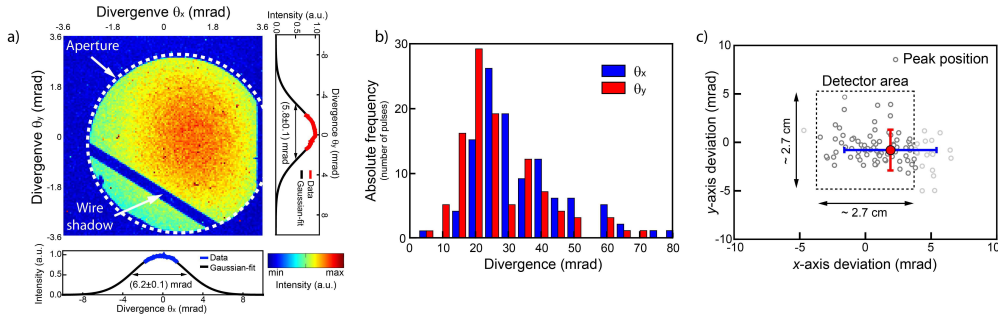 a)
Divergenve θx (mrad)
-3.6 -1.8 0 1.8 3.6
Divergenve θy (mrad)
3.6
1.8
0
-1.8
-3.6
Aperture
Wire
shadow
Intensity (a.u.)
0.0 0.5 1.0
-8
-4
0
4
8
Divergence θy (mrad)
(5.8±0.1) mrad
Data
Gaussian-fit
Intensity (a.u.)
1.0
0.5
0.0
Data
Gaussian-fit
(6.2±0.1) mrad
-8 -4 0 4 8
Divergence θx (mrad)
min max
Intensity (a.u.)
b)
Absolute frequency
(number of pulses)
30
20
10
0
θx
θy
0 10 20 30 40 50 60 70 80
Divergence (mrad)
c)
y-axis deviation (mrad)
10
5
0
-5
-10
Peak position
Detector area
~ 2.7 cm
~ 2.7 cm
-10 -5 0 5 10
x-axis deviation (mrad)